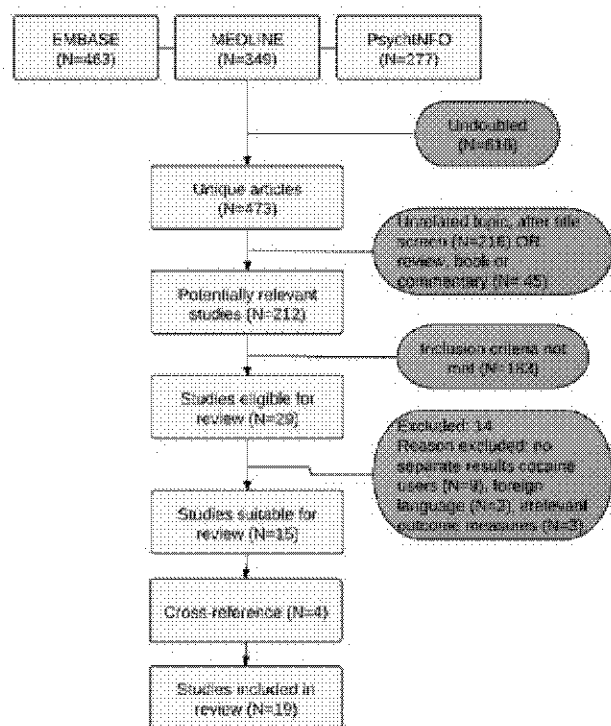 EMBASE
(N=463)
MEDLINE
(N=349)
PsychINFO
(N=277)
Undoubled
(N=616)
Unique articles
(N=473)
Unrelated topic, after title
screen (N=216) OR
review, book or
commentary (N= 45)
Potentially relevant
studies (N=212)
Inclusion criteria not
met (N=183)
Studies eligible for
review (N=29)
Excluded: 14
Reason excluded: no
separate results cocaine
users (N=9), foreign
language (N=2), irrelevant
outcome measures (N=3)
Studies suitable for
review (N=15)
Cross-reference (N=4)
Studies included in
review (N=19)